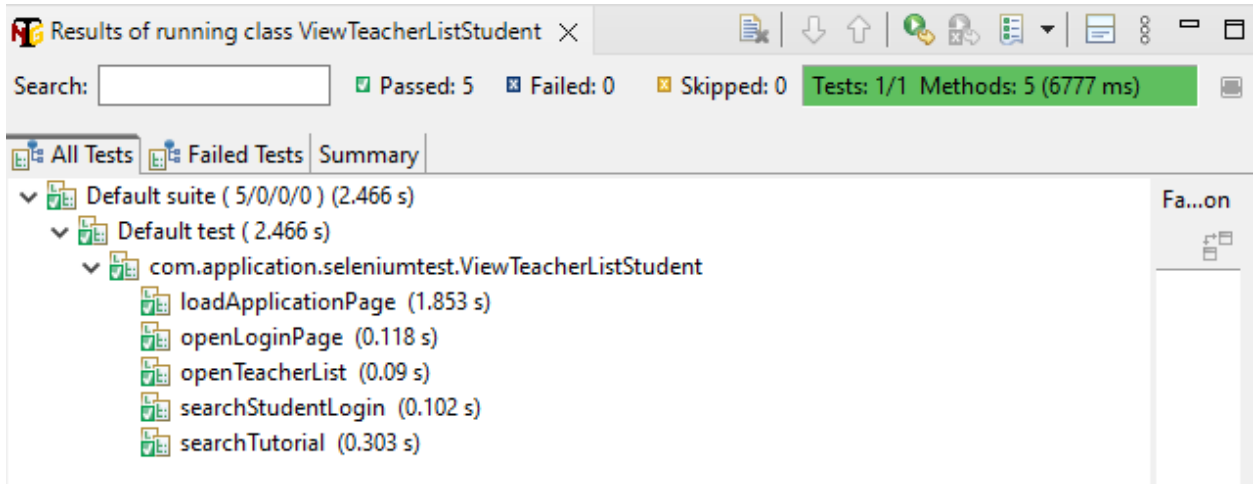 Results of running class ViewTeacherListStudent
Search: Passed: 5 Failed: 0 Skipped: 0 Tests: 1/1 Methods: 5 (6777 ms)
All Tests Failed Tests Summary
Default suite ( 5/0/0/0 ) (2.466 s)
Fa...on
Default test ( 2.466 s)
com.application.seleniumtest.ViewTeacherListStudent
loadApplicationPage (1.853 s)
openLoginPage (0.118 s)
openTeacherList (0.09 s)
searchStudentLogin (0.102 s)
searchTutorial (0.303 s)